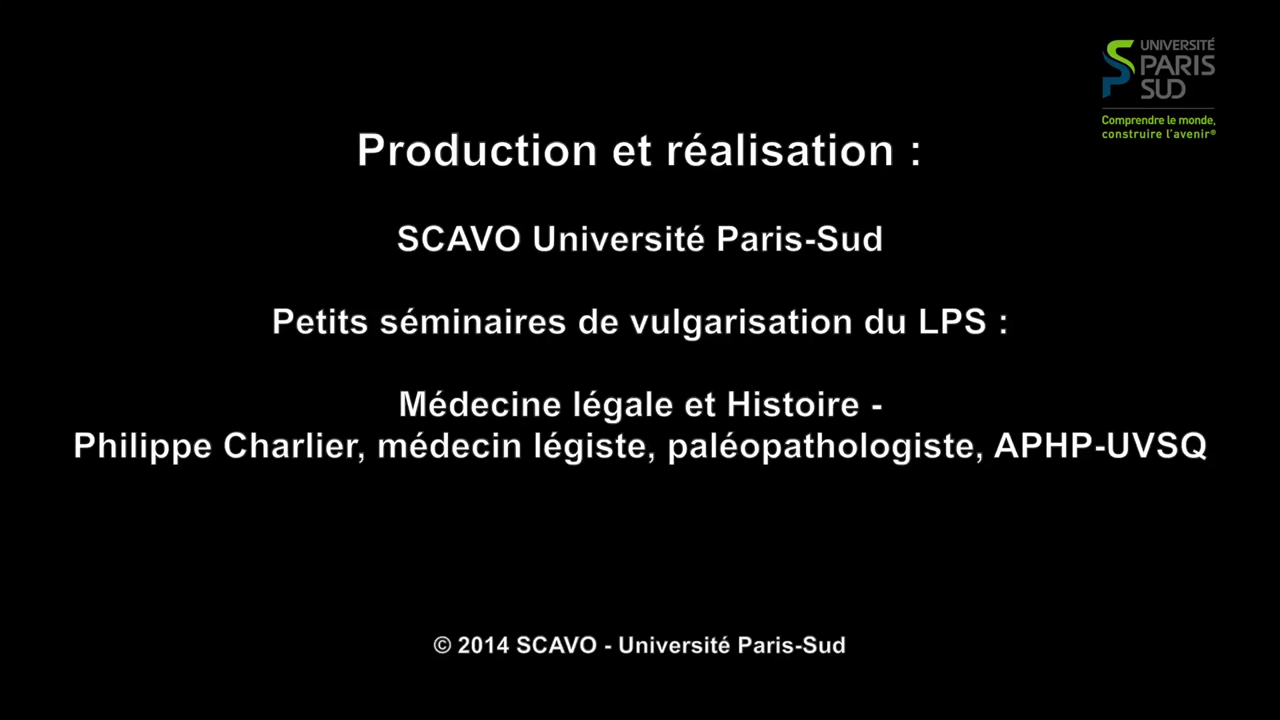 UNIVERSITÉ
PARIS
SUD
Comprendre le monde,
construire l'avenir®
Production et réalisation :
SCAVO Université Paris-Sud
Petits séminaires de vulgarisation du LPS :
Médecine légale et Histoire -
Philippe Charlier, médecin légiste, paléopathologiste, APHP-UVSQ
© 2014 SCAVO - Université Paris-Sud